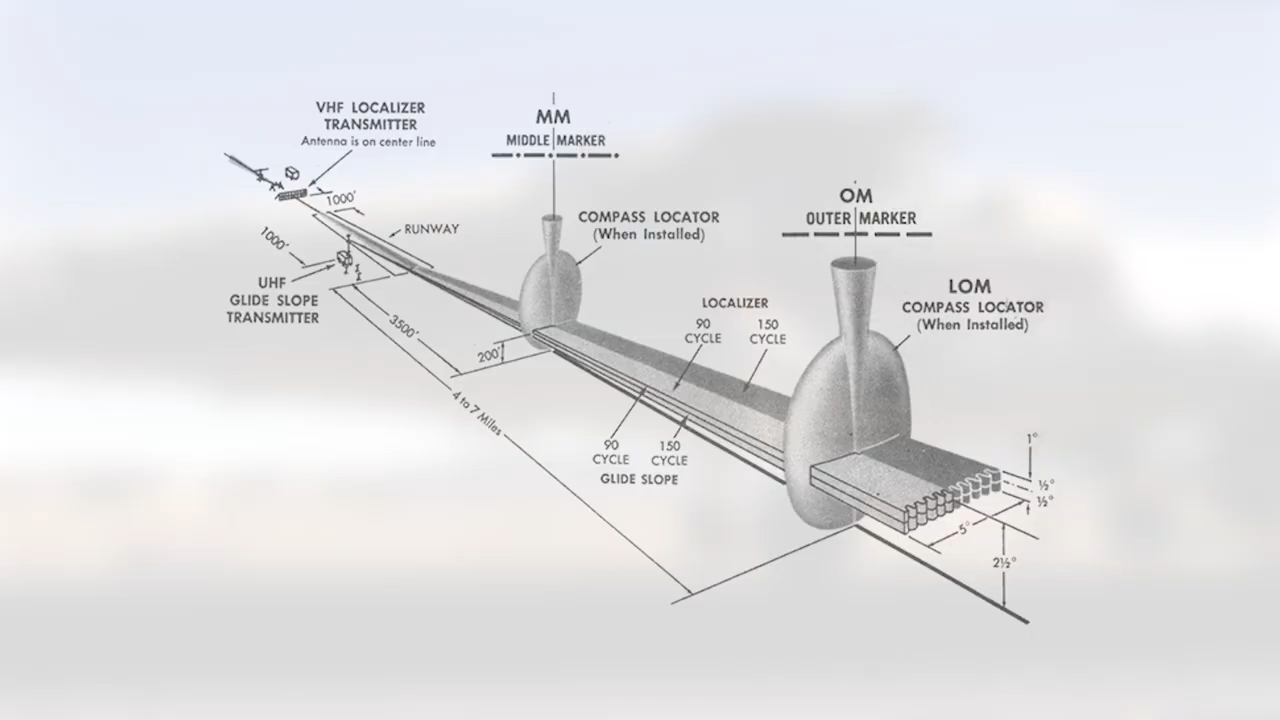 VHF LOCALIZER
TRANSMITTER
Antenna is on center line
MM
MIDDLE MARKER
OM
OUTER MARKER
1000'
COMPASS LOCATOR
(When Installed)
RUNWAY
1000'
UHF
GLIDE SLOPE
TRANSMITTER
LOM
COMPASS LOCATOR
(When Installed)
LOCALIZER
90
CYCLE
150
CYCLE
3500'
200'
4 to 7 Miles
90
CYCLE
150
CYCLE
GLIDE SLOPE
1°
½°
½°
5°
2½°